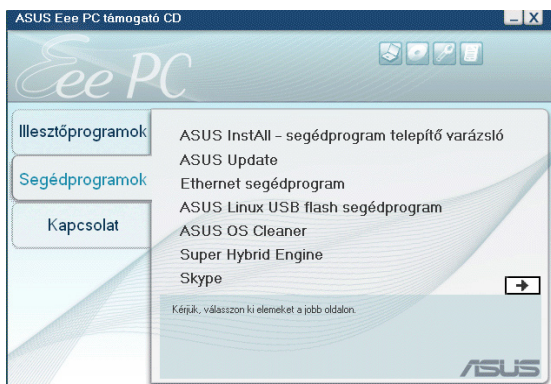 ASUS Eee PC támogató CD
Eee PC
Illesztőprogramok
Segédprogramok
Kapcsolat
ASUS InstAll – segédprogram telepítő varázsló
ASUS Update
Ethernet segédprogram
ASUS Linux USB flash segédprogram
ASUS OS Cleaner
Super Hybrid Engine
Skype
Kérjük, válasszon ki elemeket a jobb oldalon.
ASUS